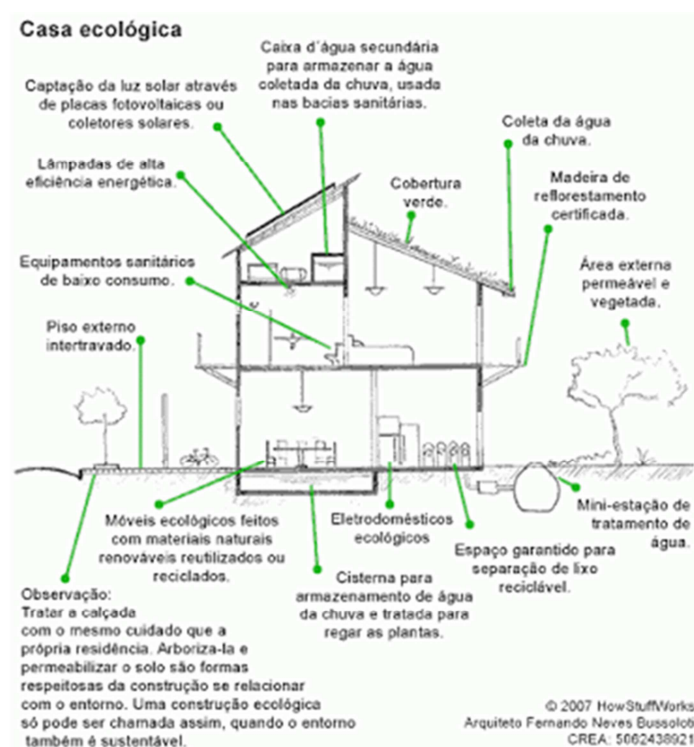 Casa ecológica
Caixa d´água secundária
para armazenar a água
coletada da chuva, usada
nas bacias sanitárias.
Captação da luz solar através
de placas fotovoltaicas ou
coletores solares.
Coleta da água
da chuva.
Lâmpadas de alta
eficiência energética.
Cobertura
verde.
Madeira de
reflorestamento
certificada.
Equipamentos sanitários
de baixo consumo.
Área externa
permeável e
vegetada.
Piso externo
intertravado.
Móveis ecológicos feitos
com materiais naturais
renováveis reutilizados ou
reciclados.
Eletrodomésticos
ecológicos
Mini-estação de
tratamento de
água.
Espaço garantido para
separação de lixo
reciclável.
Cisterna para
armazenamento de água
da chuva e tratada para
regar as plantas.
Observação:
Tratar a calçada
com o mesmo cuidado que a
própria residência. Arboriza-la e
permeabilizar o solo são formas
respeitosas da construção se relacionar
com o entorno. Uma construção ecológica
só pode ser chamada assim, quando o entorno
também é sustentável.
© 2007 HowStuffWorks
Arquiteto Fernando Neves Bussoloti
CREA: 5062438921